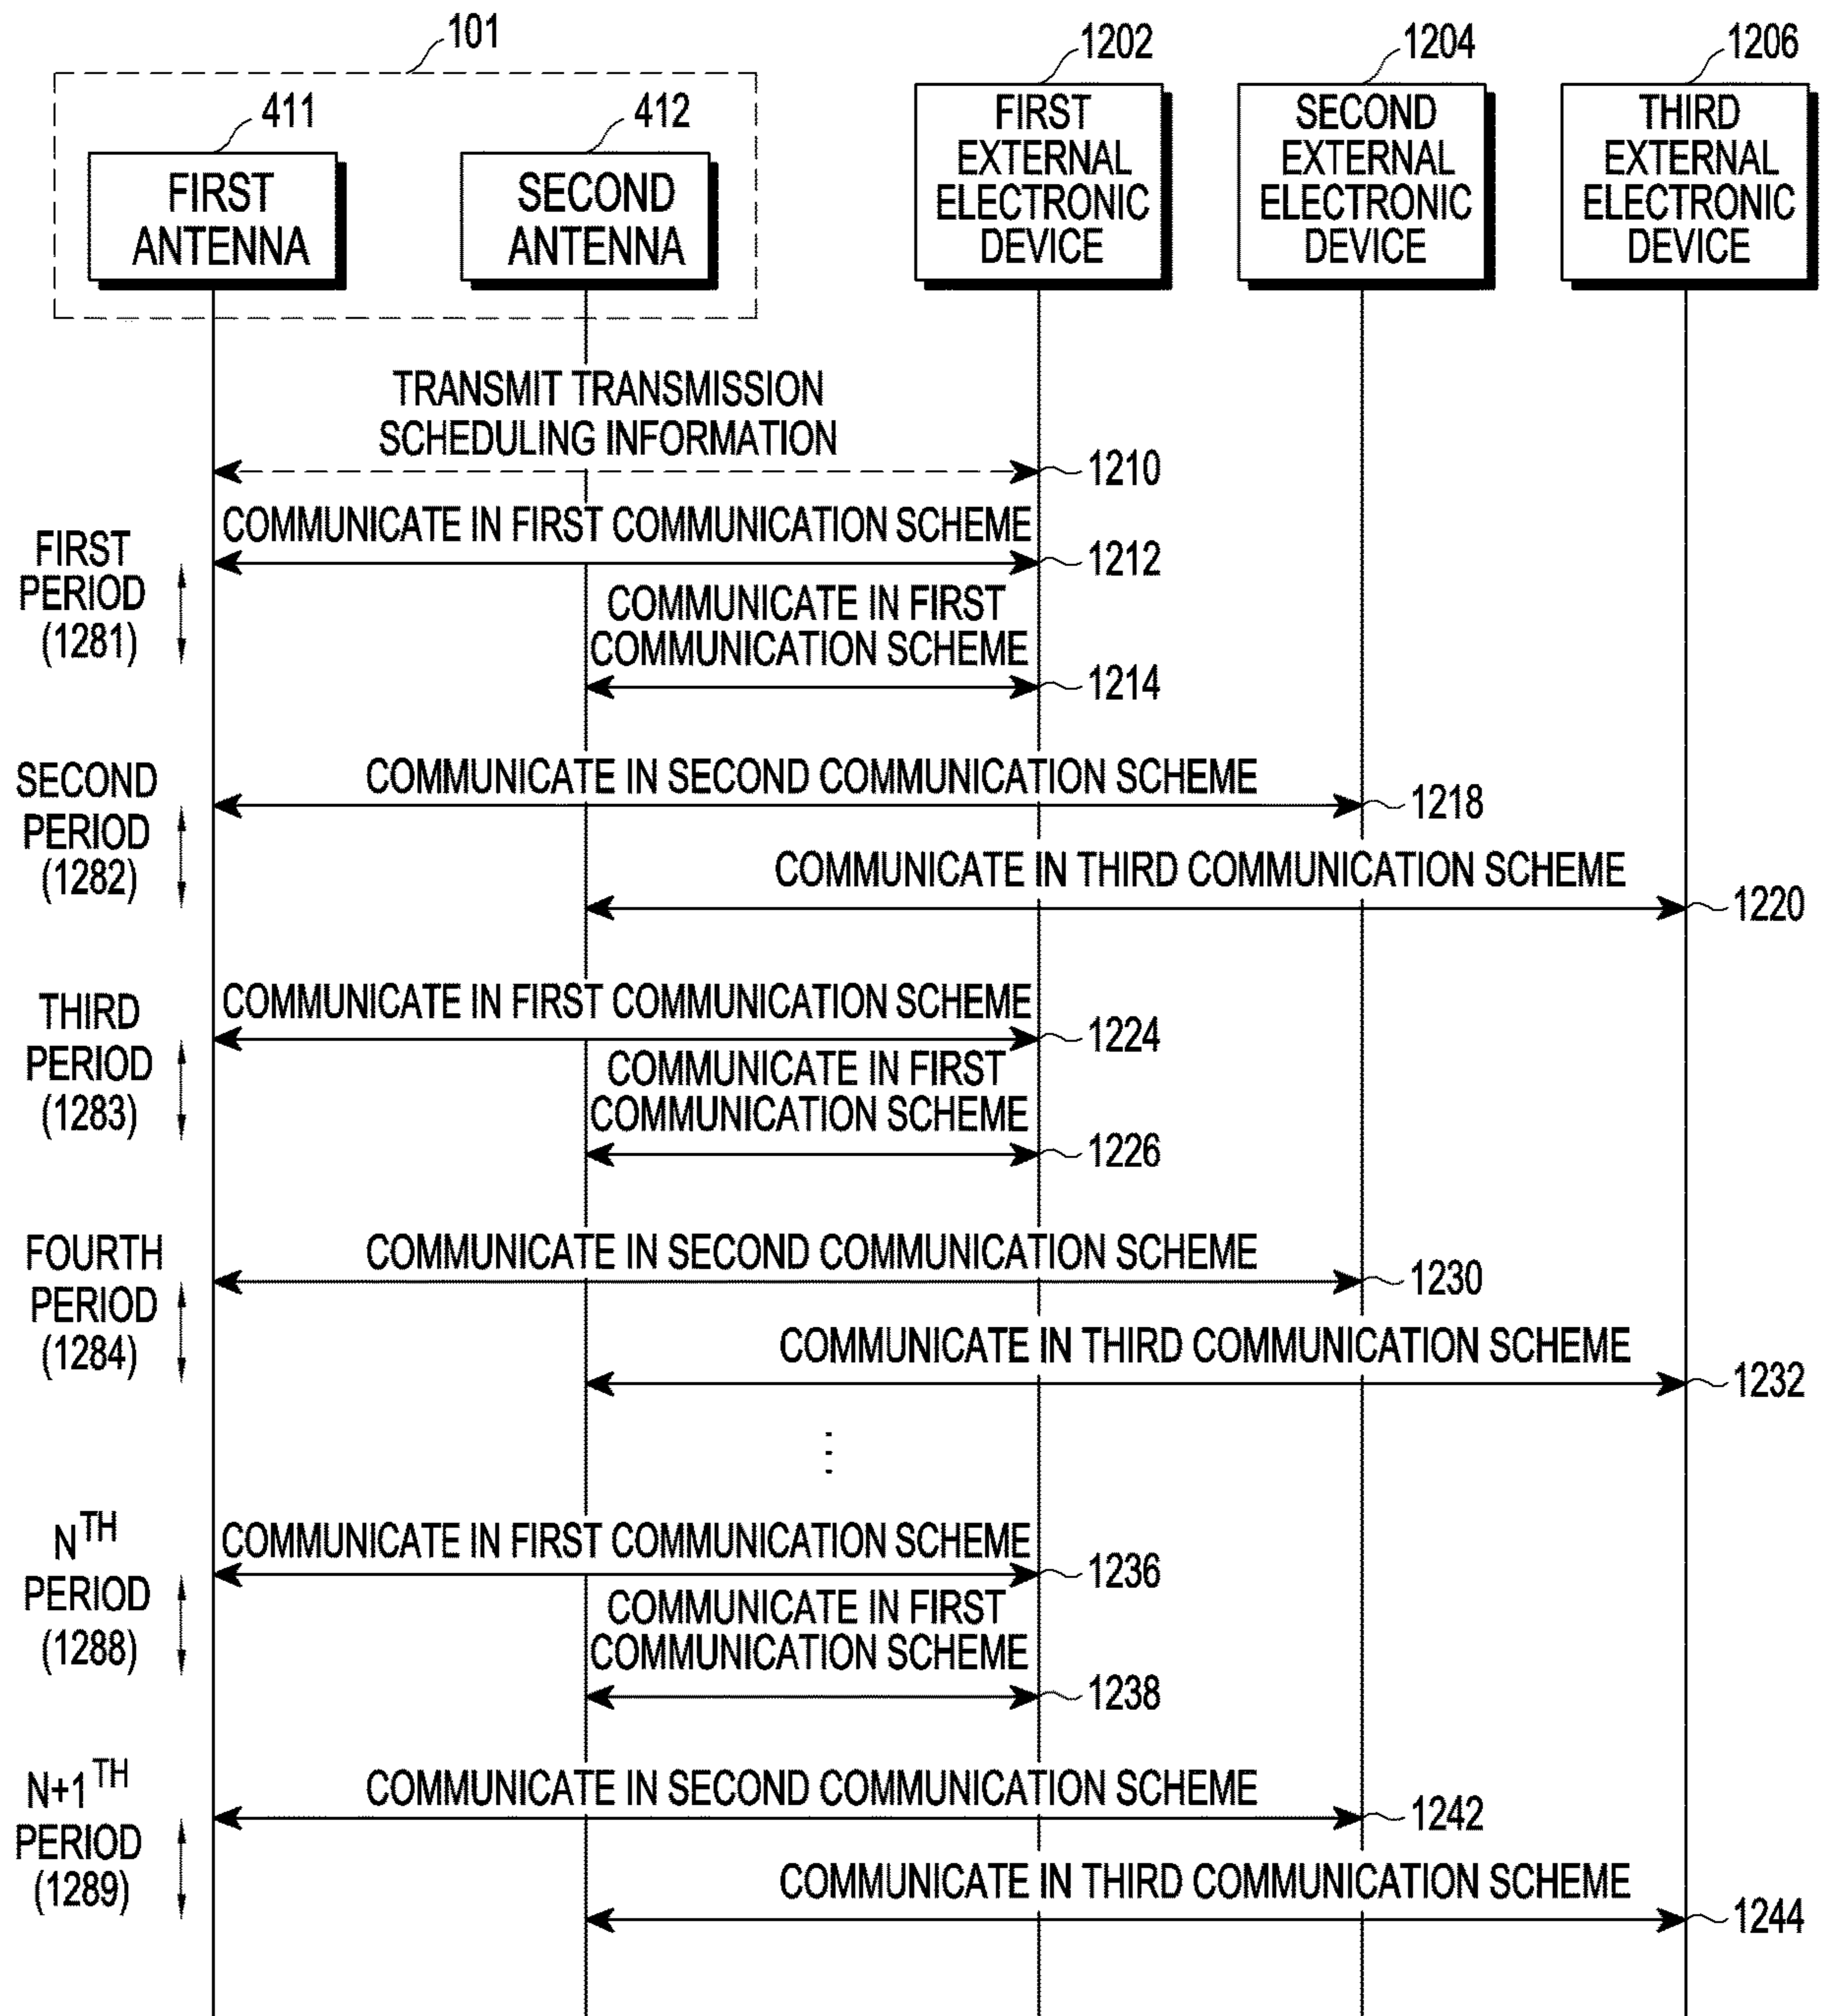 101
1202
1204
1206
411
412
FIRST
ANTENNA
SECOND
ANTENNA
FIRST
EXTERNAL
ELECTRONIC
DEVICE
SECOND
EXTERNAL
ELECTRONIC
DEVICE
THIRD
EXTERNAL
ELECTRONIC
DEVICE
TRANSMIT TRANSMISSION
SCHEDULING INFORMATION
1210
FIRST
PERIOD
(1281)
COMMUNICATE IN FIRST COMMUNICATION SCHEME
1212
COMMUNICATE IN FIRST
COMMUNICATION SCHEME
1214
SECOND
PERIOD
(1282)
COMMUNICATE IN SECOND COMMUNICATION SCHEME
1218
COMMUNICATE IN THIRD COMMUNICATION SCHEME
1220
THIRD
PERIOD
(1283)
COMMUNICATE IN FIRST COMMUNICATION SCHEME
1224
COMMUNICATE IN FIRST
COMMUNICATION SCHEME
1226
FOURTH
PERIOD
(1284)
COMMUNICATE IN SECOND COMMUNICATION SCHEME
1230
COMMUNICATE IN THIRD COMMUNICATION SCHEME
1232
⋮
N TH
PERIOD
(1288)
COMMUNICATE IN FIRST COMMUNICATION SCHEME
1236
COMMUNICATE IN FIRST
COMMUNICATION SCHEME
1238
N+1 TH
PERIOD
(1289)
COMMUNICATE IN SECOND COMMUNICATION SCHEME
1242
COMMUNICATE IN THIRD COMMUNICATION SCHEME
1244